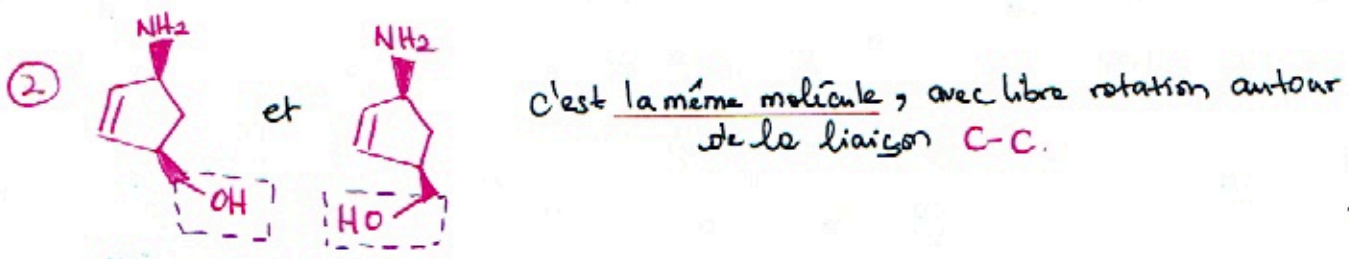 NH2
NH2
② et c'est la même molécule, avec libre rotation autour
de la liaison C-C.
OH
HO